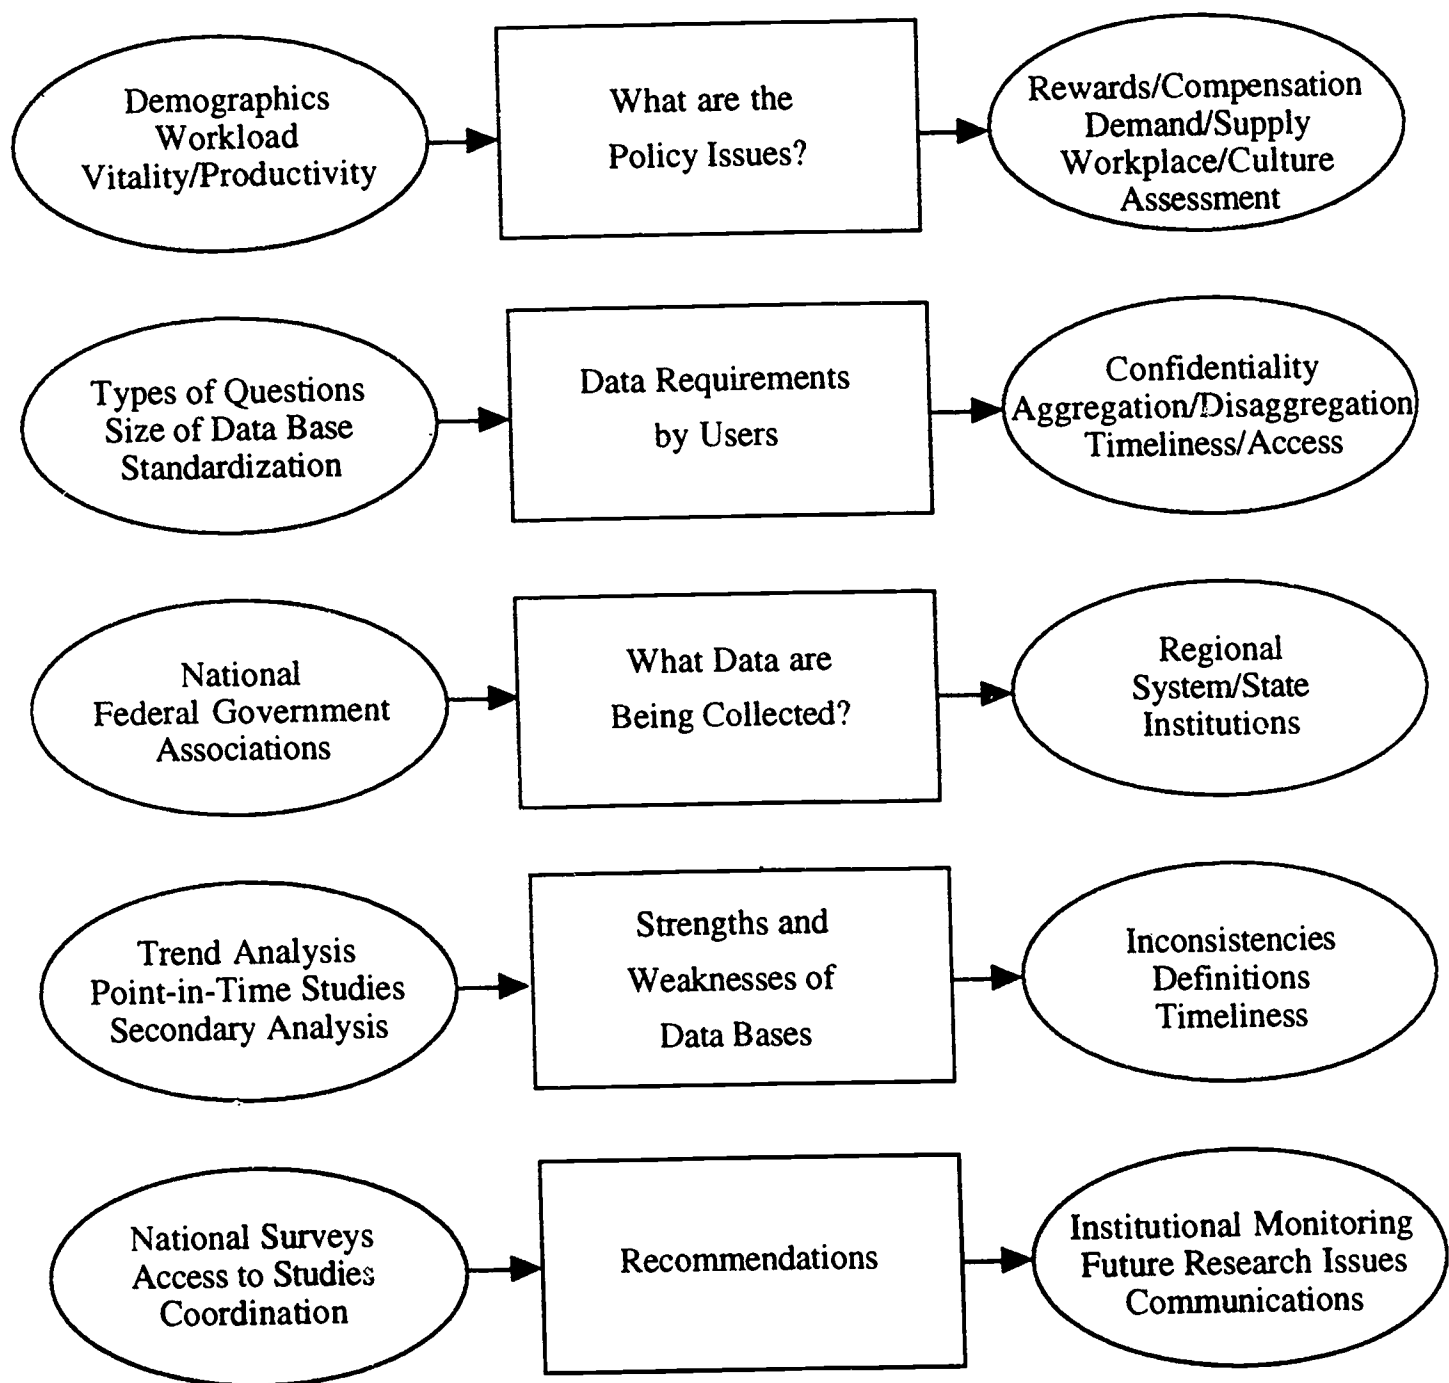 Demographics
Workload
Vitality/Productivity
What are the
Policy Issues?
Rewards/Compensation
Demand/Supply
Workplace/Culture
Assessment
Types of Questions
Size of Data Base
Standardization
Data Requirements
by Users
Confidentiality
Aggregation/Disaggregation
Timeliness/Access
National
Federal Government
Associations
What Data are
Being Collected?
Regional
System/State
Institutions
Trend Analysis
Point-in-Time Studies
Secondary Analysis
Strengths and
Weaknesses of
Data Bases
Inconsistencies
Definitions
Timeliness
National Surveys
Access to Studies
Coordination
Recommendations
Institutional Monitoring
Future Research Issues
Communications